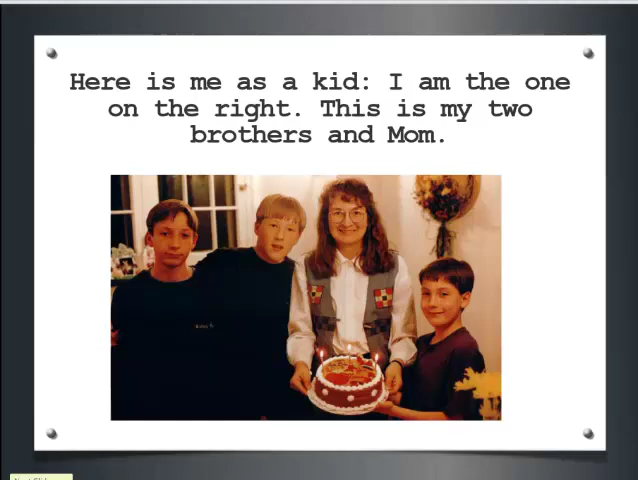 Here is me as a kid: I am the one
on the right. This is my two
brothers and Mom.